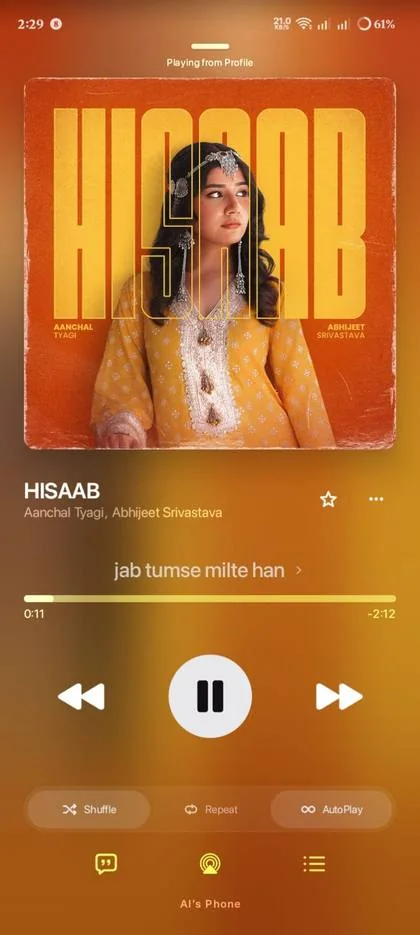 2:29
21.0
KB/S
61%
Playing from Profile
HISAAB
AANCHAL
TYAGI
ABHIJEET
SRIVASTAVA
HISAAB
Aanchal Tyagi, Abhijeet Srivastava
jab tumse milte han
0:11
-2:12
Shuffle
Repeat
AutoPlay
AI's Phone